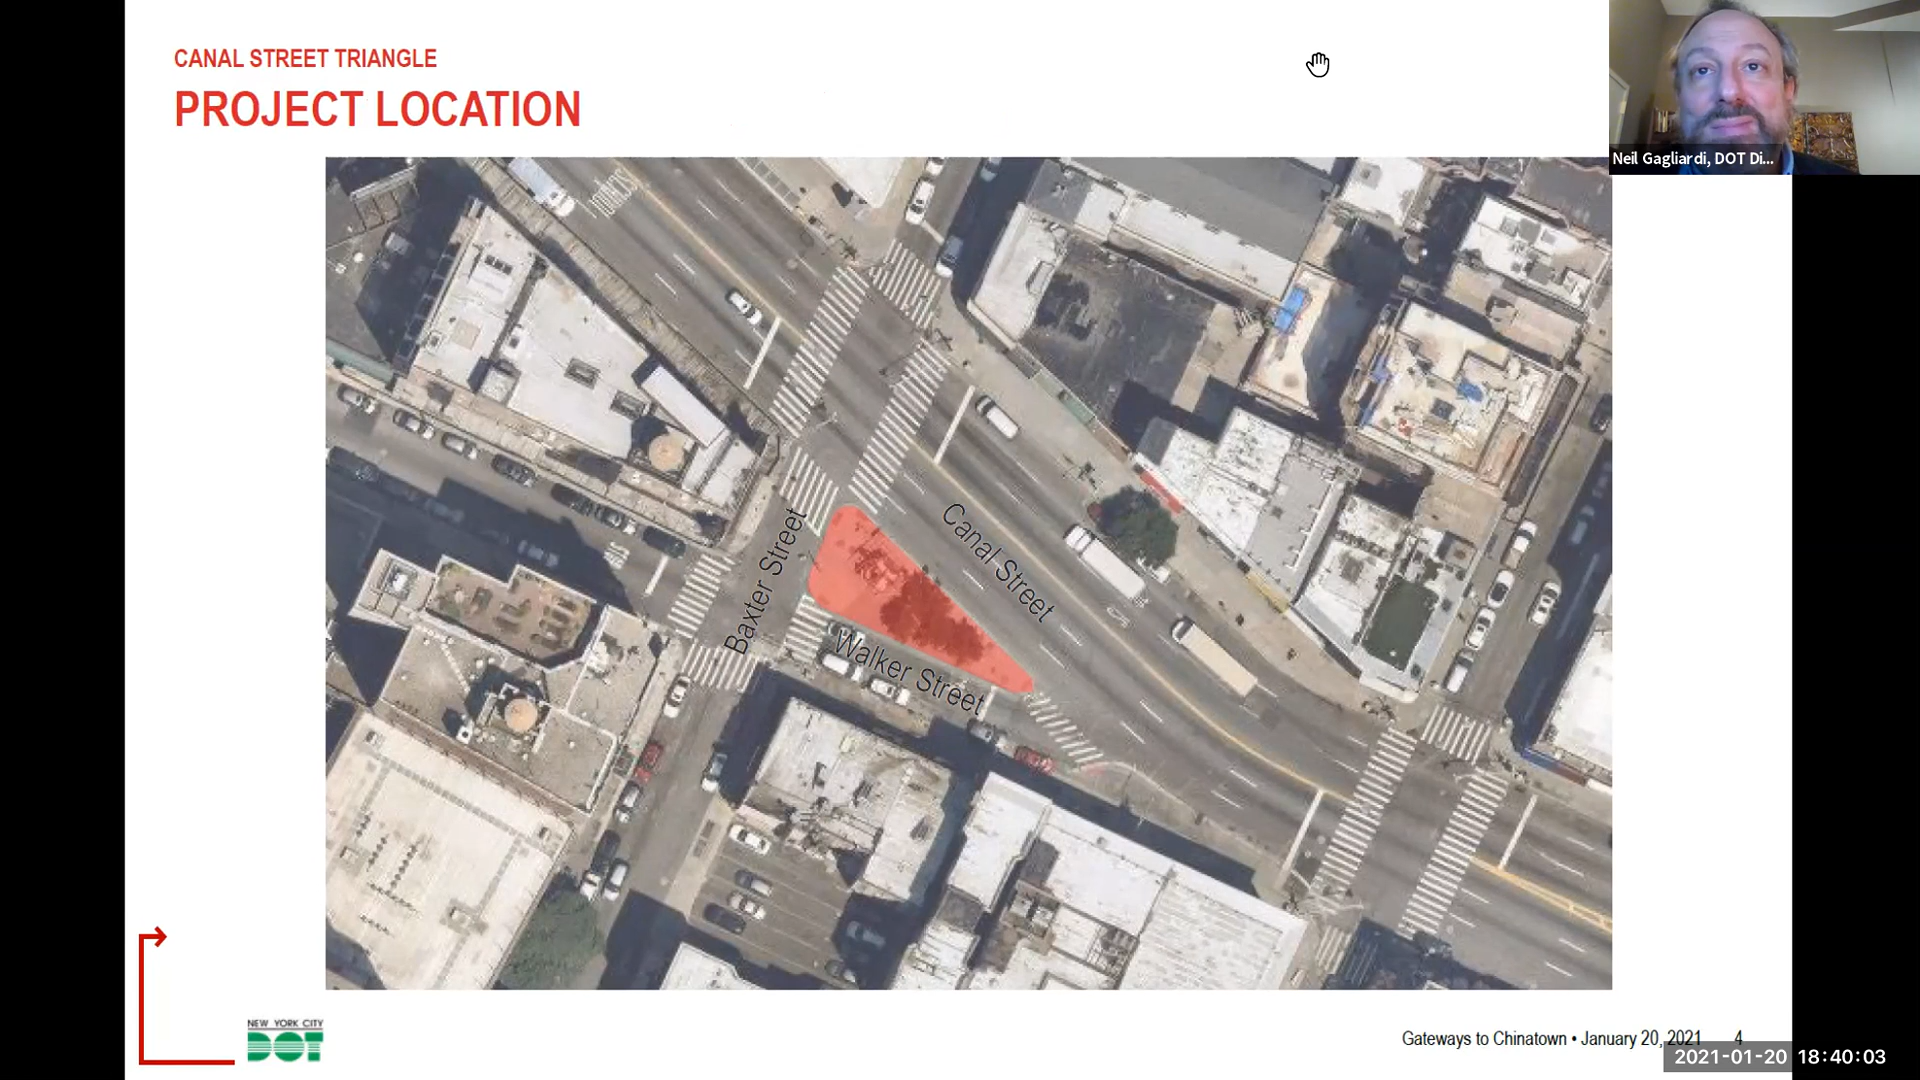 CANAL STREET TRIANGLE
PROJECT LOCATION
Neil Gagliardi, DOT Di...
SCHOOL
Canal Street
Baxter Street
Walker Street
NEW YORK CITY
DOT
Gateways to Chinatown • January 20, 2021 4
2021-01-20 18:40:03